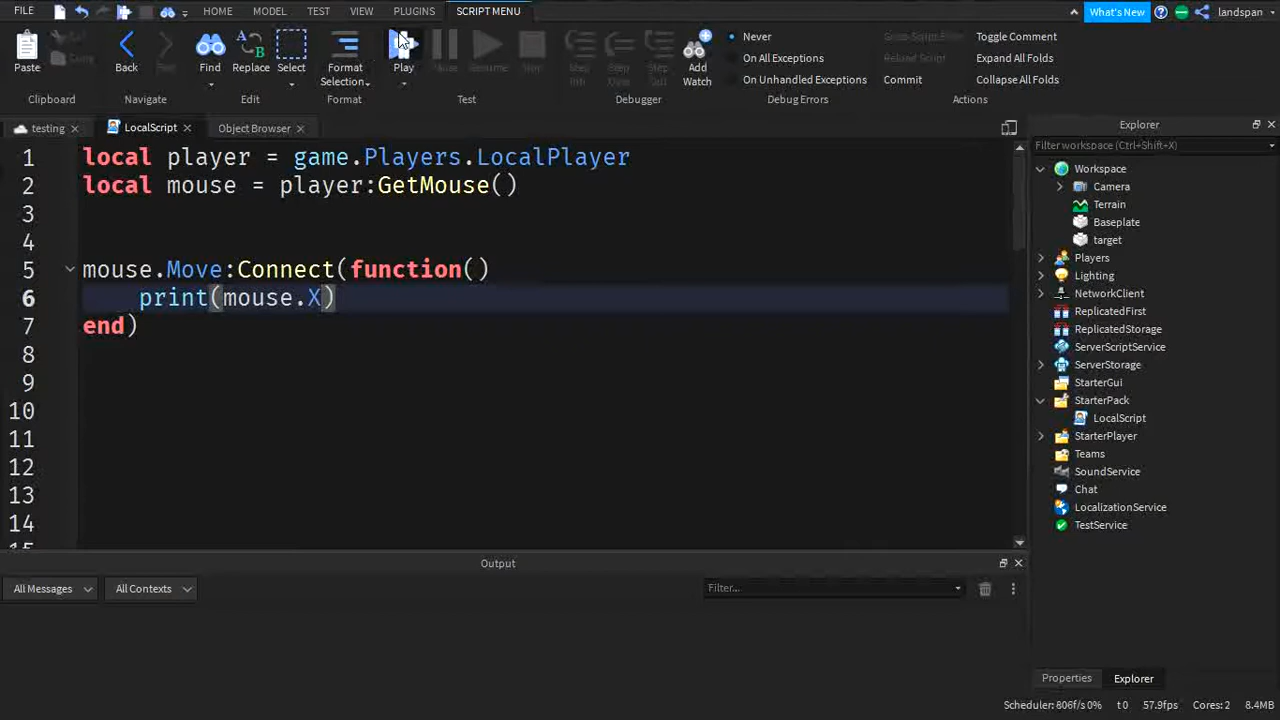 FILE HOME MODEL TEST VIEW PLUGINS SCRIPT MENU What's New landspan
Paste Back Find Replace Select Format Selection Play Add Watch
Never
On All Exceptions
On Unhandled Exceptions
Commit
Toggle Comment
Expand All Folds
Collapse All Folds
Clipboard Navigate Edit Format Test Debugger Debug Errors Actions
testing LocalScript Object Browser
1 local player = game.Players.LocalPlayer
2 local mouse = player:GetMouse()
3
4
5 mouse.Move:Connect(function()
6 print(mouse.X)
7 end)
8
9
10
11
12
13
14
Explorer
Filter workspace (Ctrl+Shift+X)
Workspace
Camera
Terrain
Baseplate
target
Players
Lighting
NetworkClient
ReplicatedFirst
ReplicatedStorage
ServerScriptService
ServerStorage
StarterGui
StarterPack
LocalScript
StarterPlayer
Teams
SoundService
Chat
LocalizationService
TestService
Output
All Messages All Contexts Filter...
Properties Explorer
t 0 57.9fps Cores: 2 8.4MB